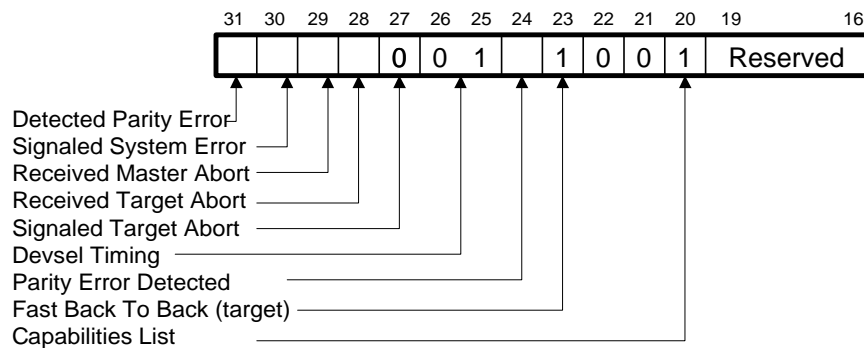 31 30 29 28 27 26 25 24 23 22 21 20 19 16
0 0 1 1 0 0 1 Reserved
Detected Parity Error
Signaled System Error
Received Master Abort
Received Target Abort
Signaled Target Abort
Devsel Timing
Parity Error Detected
Fast Back To Back (target)
Capabilities List